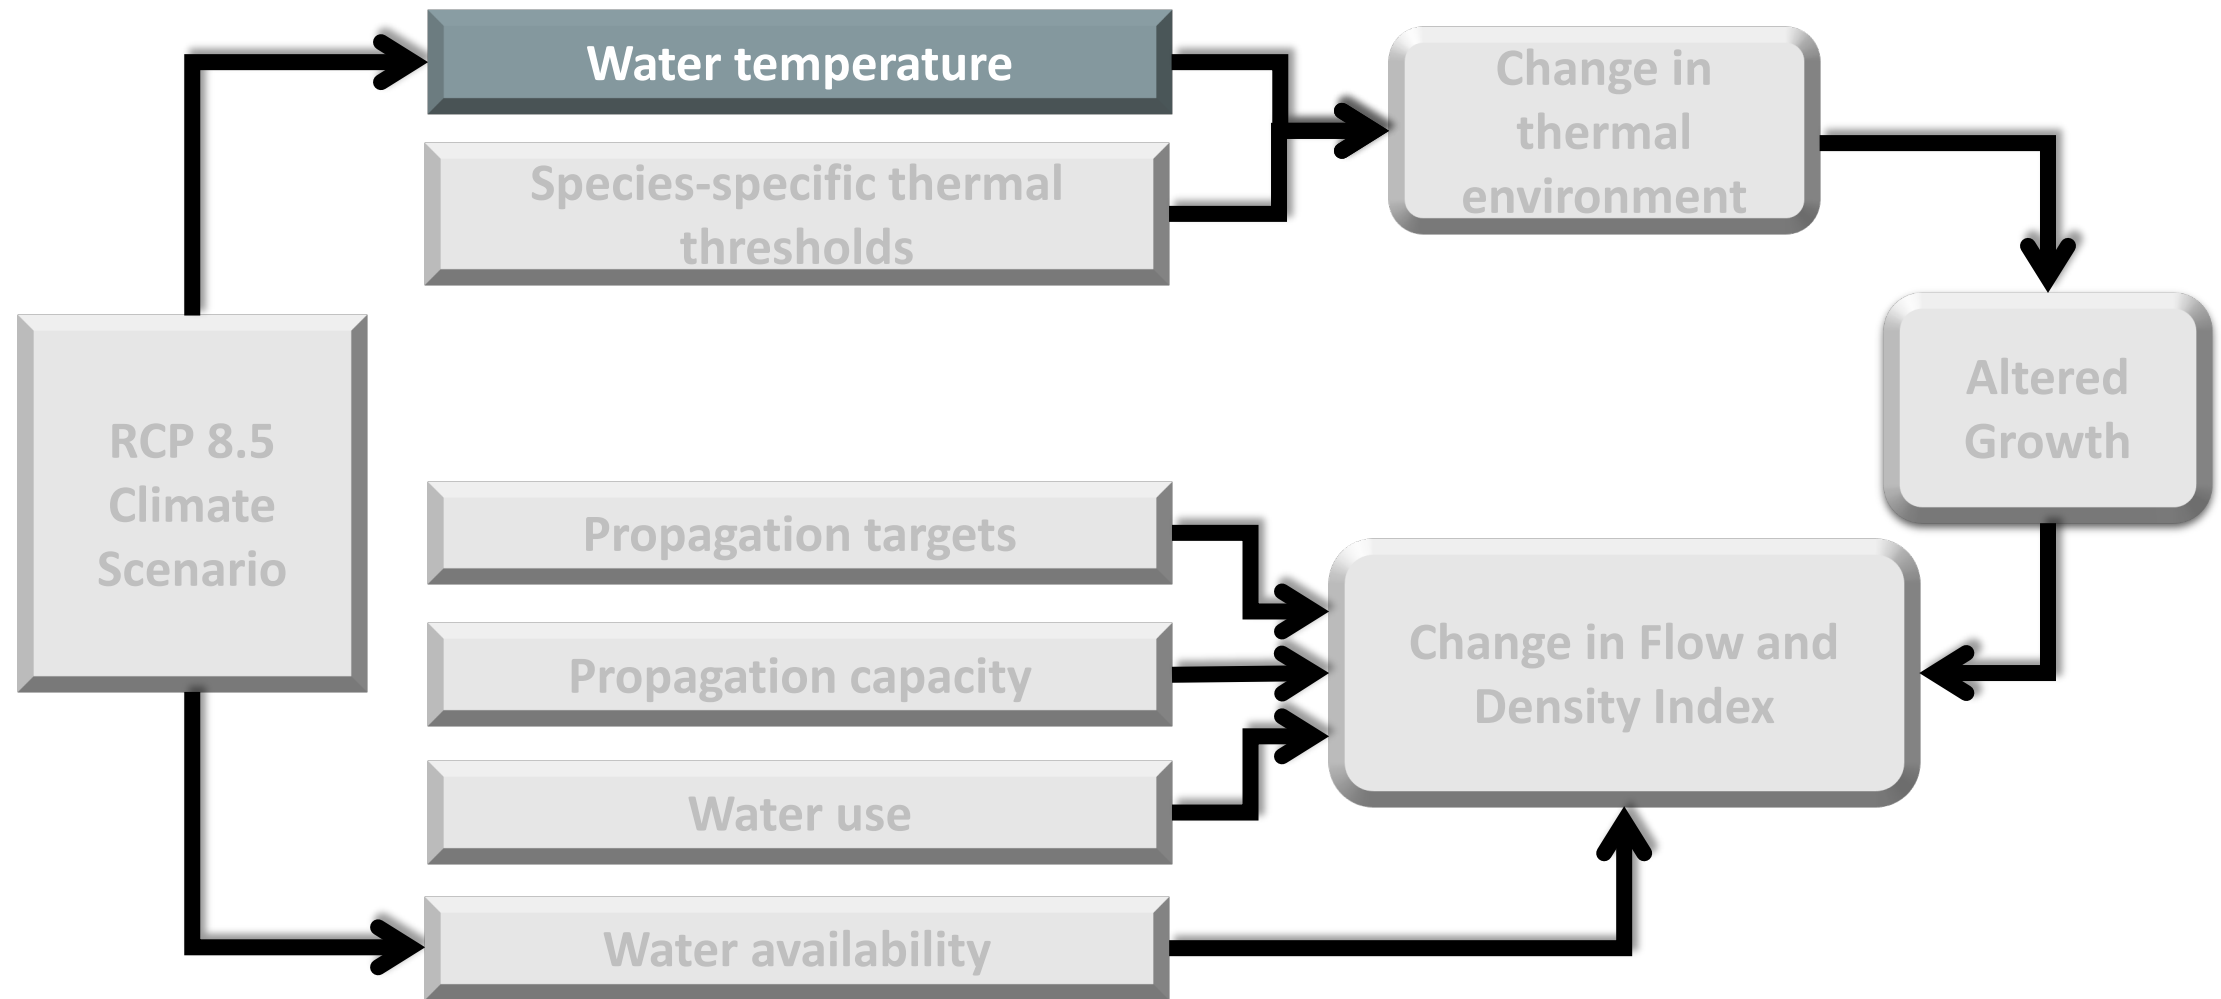 Water temperature
Species-specific thermal
thresholds
Change in
thermal
environment
RCP 8.5
Climate
Scenario
Altered
Growth
Propagation targets
Propagation capacity
Water use
Water availability
Change in Flow and
Density Index